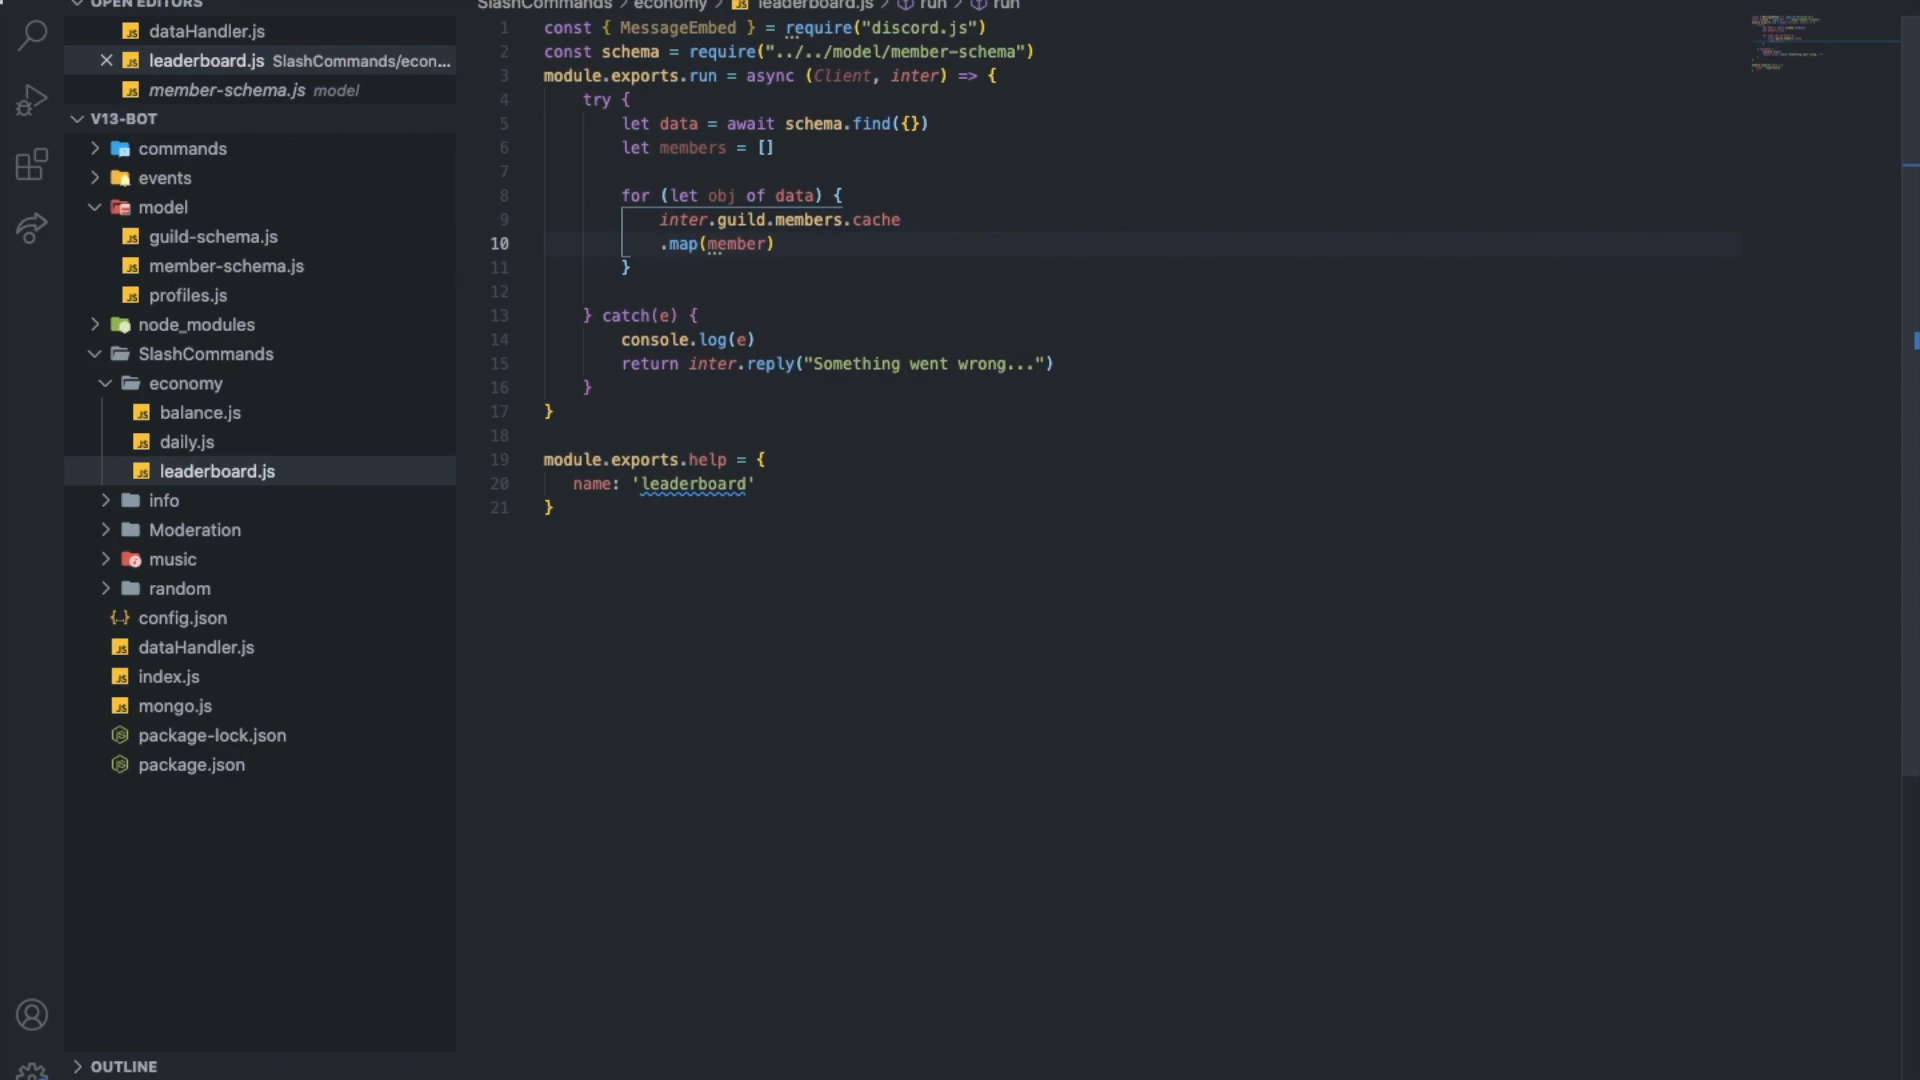 OPEN EDITORS
dataHandler.js
leaderboard.js SlashCommands/econ...
member-schema.js model
V13-BOT
commands
events
model
guild-schema.js
member-schema.js
profiles.js
node_modules
SlashCommands
economy
balance.js
daily.js
leaderboard.js
info
Moderation
music
random
config.json
dataHandler.js
index.js
mongo.js
package-lock.json
package.json
OUTLINE
SlashCommands > economy > leaderboard.js > run > run
1 const { MessageEmbed } = require("discord.js")
2 const schema = require("../../model/member-schema")
3 module.exports.run = async (Client, inter) => {
4 try {
5 let data = await schema.find({})
6 let members = []
7
8 for (let obj of data) {
9 inter.guild.members.cache
10 .map(member)
11 }
12
13 } catch(e) {
14 console.log(e)
15 return inter.reply("Something went wrong...")
16 }
17 }
18
19 module.exports.help = {
20 name: 'leaderboard'
21 }